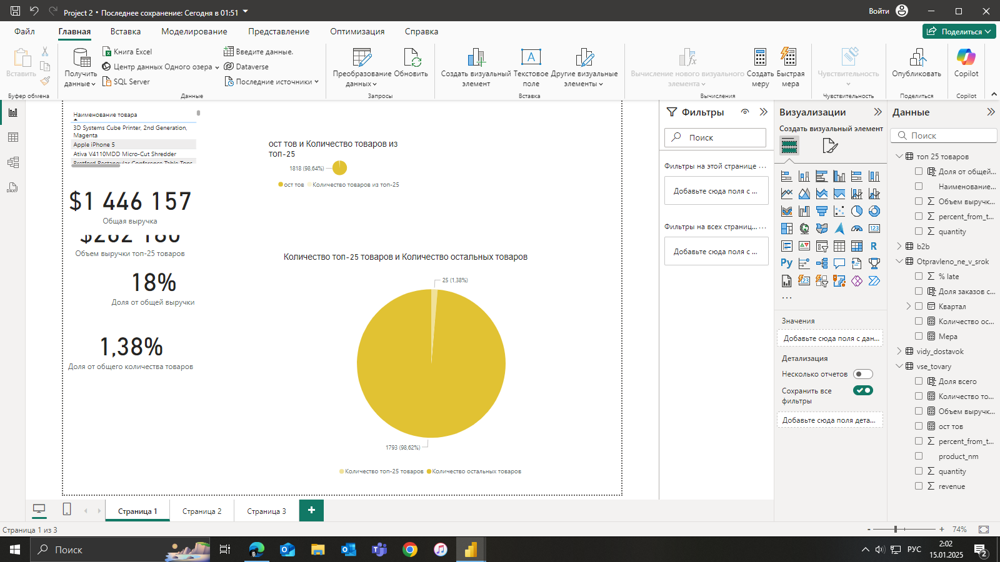 Project 2 • Последнее сохранение: Сегодня в 01:51
Войти
Файл
Главная
Вставка
Моделирование
Представление
Оптимизация
Справка
Поделиться
Вставить
Буфер обмена
Получить данные
Книга Excel
Центр данных Одного озера
SQL Server
Введите данные.
Dataverse
Последние источники
Данные
Преобразование данных
Обновить
Запросы
Создать визуальный элемент
Текстовое поле
A
Другие визуальные элементы
Вставка
Вычисление нового визуального элемента
Создать меру
Быстрая мера
Вычисления
Чувствительность
Чувствительность
Опубликовать
Поделиться
Copilot
Copilot
DAX
Наименование товара
3D Systems Cube Printer, 2nd Generation,
Magenta
Apple iPhone 5
Ativa V4110MDD Micro-Cut Shredder
Bretford Rectangular Conference Table Tops
$1 446 157
Общая выручка
Объем выручки топ-25 товаров
18%
Доля от общей выручки
1,38%
Доля от общего количества товаров
ост тов и Количество товаров из
топ-25
1818 (98,64%)
ост тов
Количество товаров из топ-25
Количество топ-25 товаров и Количество остальных товаров
25 (1,38%)
1793 (98,62%)
Количество топ-25 товаров
Количество остальных товаров
Фильтры
Поиск
Фильтры на этой странице ...
Добавьте сюда поля с ...
Фильтры на всех страниц... ...
Добавьте сюда поля с ...
Визуализации
Создать визуальный элемент
123
R
Py
123
...
Значения
Добавьте сюда поля с дан...
Детализация
Несколько отчетов
Сохранить все
фильтры
Добавьте сюда поля дета...
Данные
Поиск
топ 25 товаров
Доля от общей...
Наименование...
Объем выручк...
percent_from_t...
quantity
b2b
Otpravleno_ne_v_srok
% late
Доля заказов с...
Квартал
Количество ос...
Мера
vidy_dostavok
vse_tovary
Доля всего
Количество то...
Объем выручк...
ост тов
percent_from_t...
product_nm
quantity
revenue
Страница 1
Страница 2
Страница 3
+
Страница 1 из 3
- + 74%
Поиск
РУС
2:02
15.01.2025
2